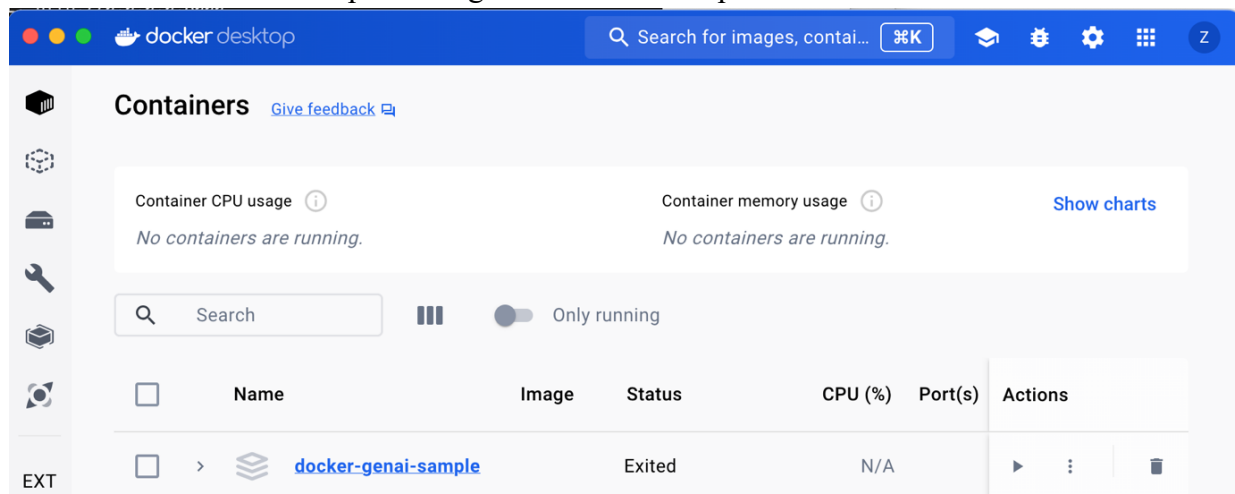 docker desktop
Search for images, contai... ⌘K
Z
Containers Give feedback
Container CPU usage
Container memory usage
Show charts
No containers are running.
No containers are running.
Search
Only running
Name Image Status CPU (%) Port(s) Actions
docker-genai-sample Exited N/A
EXT